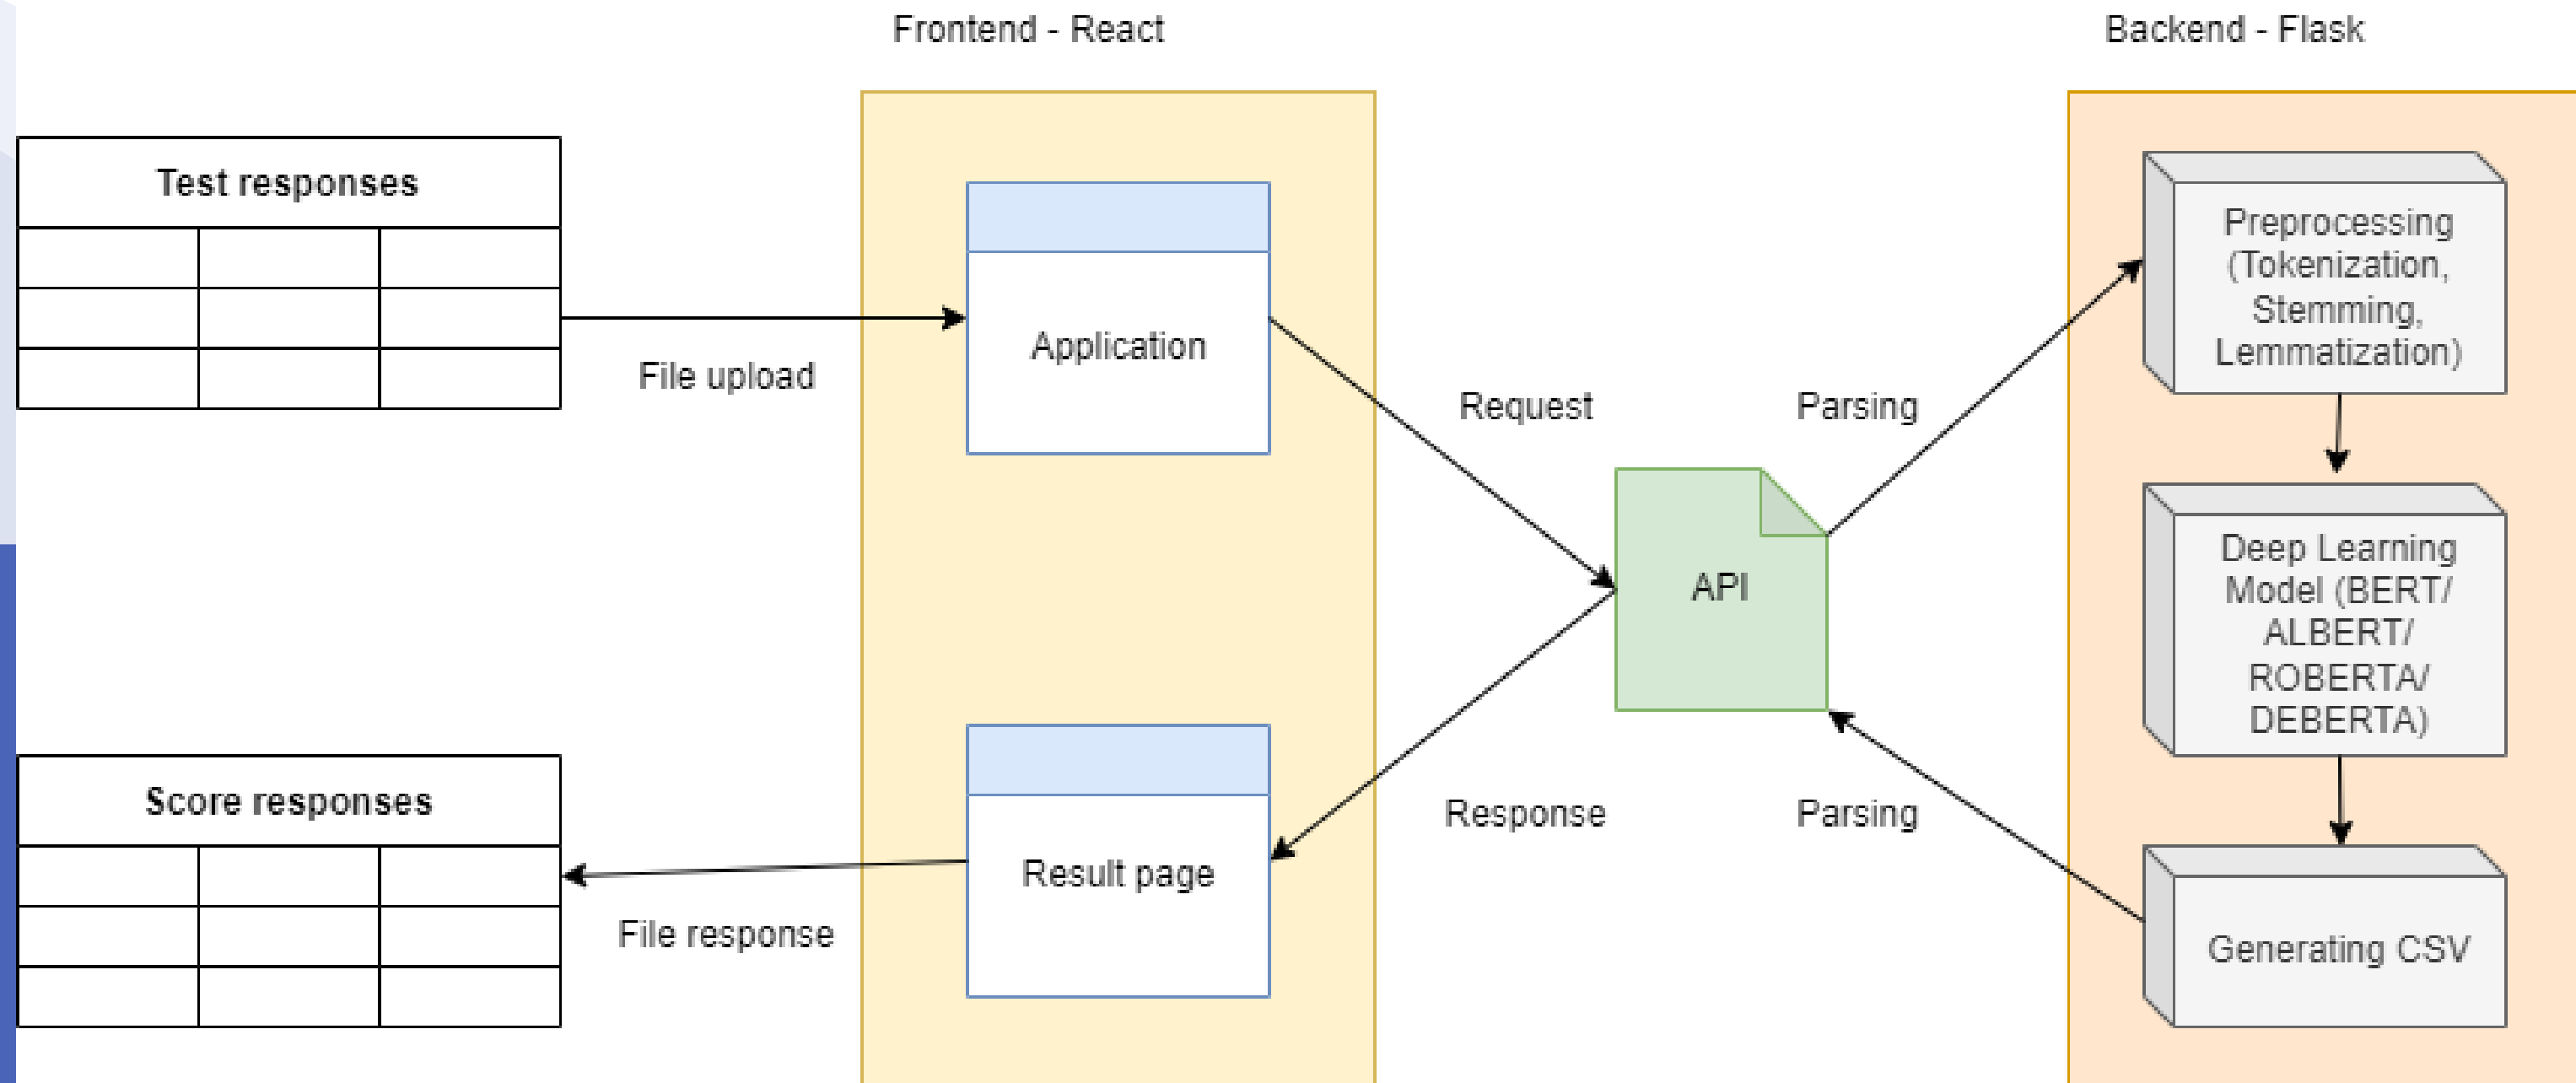 Frontend - React
Backend - Flask
Test responses
File upload
Application
Request
Parsing
Preprocessing
(Tokenization,
Stemming,
Lemmatization)
API
Deep Learning
Model (BERT/
ALBERT/
ROBERTA/
DEBERTA)
Score responses
File response
Result page
Response
Parsing
Generating CSV